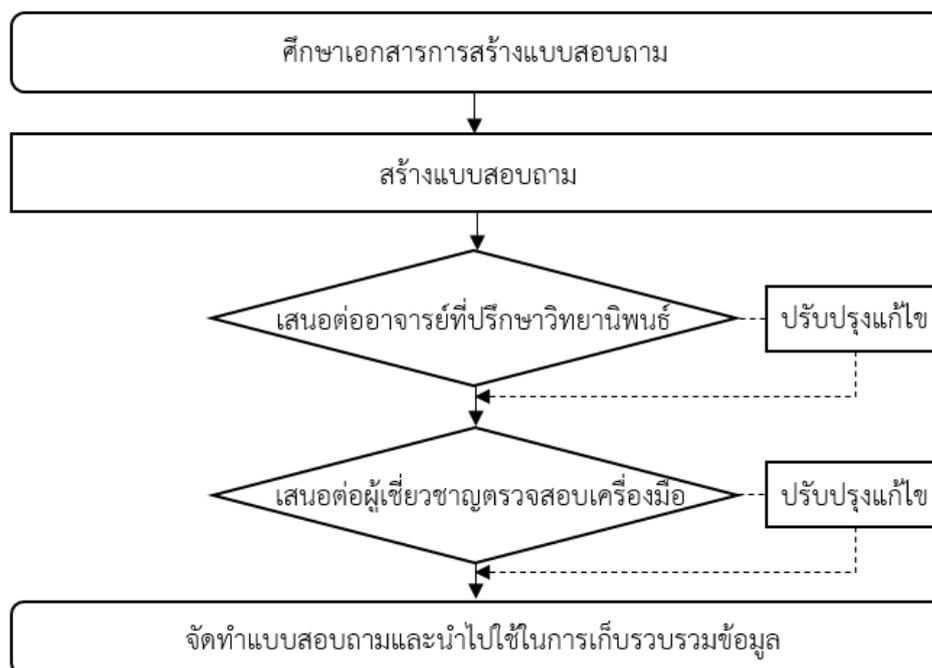 ศึกษาเอกสารการสร้างแบบสอบถาม
สร้างแบบสอบถาม
เสนอต่ออาจารย์ที่ปรึกษาวิทยานิพนธ์
ปรับปรุงแก้ไข
เสนอต่อผู้เชี่ยวชาญตรวจสอบเครื่องมือ
ปรับปรุงแก้ไข
จัดทำแบบสอบถามและนำไปใช้ในการเก็บรวบรวมข้อมูล